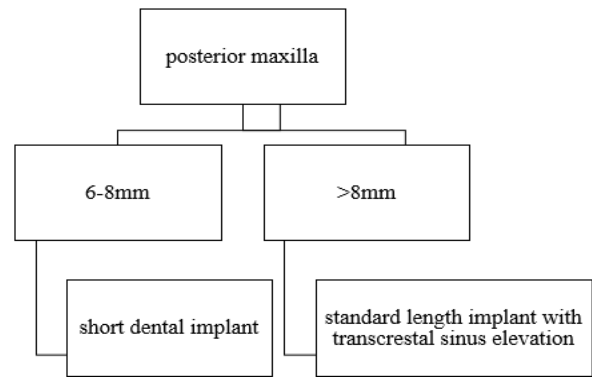 posterior maxilla
6-8mm
>8mm
short dental implant
standard length implant with
transcrestal sinus elevation